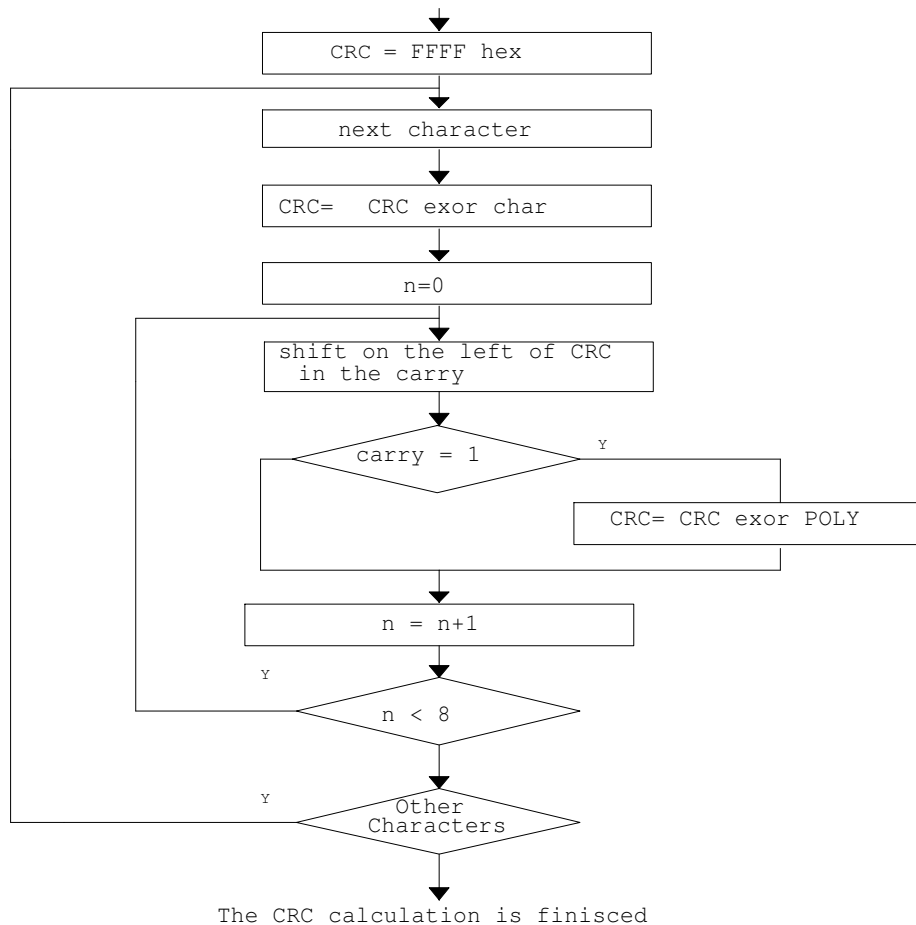 CRC = FFFF hex
next character
CRC= CRC exor char
n=0
shift on the left of CRC
in the carry
carry = 1
Y
CRC= CRC exor POLY
n = n+1
Y
n < 8
Y
Other
Characters
The CRC calculation is finisced